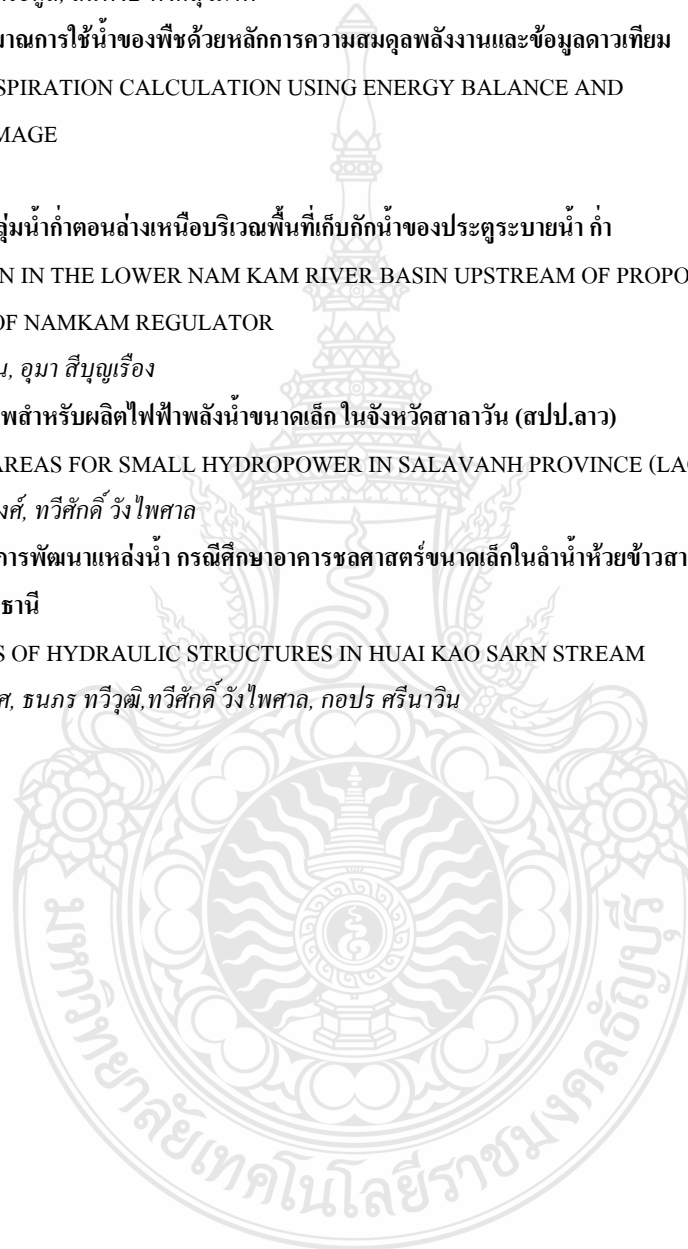 มาณการใช้น้ำของพืชด้วยหลักการความสมดุลพลังงานและข้อมูลดาวเทียม
SPIRATION CALCULATION USING ENERGY BALANCE AND
MAGE
ลุ่มน้ำก่ำตอนล่างเหนือบริเวณพื้นที่เก็บกักน้ำของประตูระบายน้ำ ก่ำ
N IN THE LOWER NAM KAM RIVER BASIN UPSTREAM OF PROPO
OF NAMKAM REGULATOR
น, อุมา สีบุญเรือง
พสำหรับผลิตไฟฟ้าพลังน้ำขนาดเล็ก ในจังหวัดสาลาวัน (สปป.ลาว)
AREAS FOR SMALL HYDROPOWER IN SALAVANH PROVINCE (LAO
งศ์, ทวีศักดิ์ วังไพศาล
การพัฒนาแหล่งน้ำ กรณีศึกษาอาคารชลศาสตร์ขนาดเล็กในลำน้ำห้วยข้าวสา
ธานี
S OF HYDRAULIC STRUCTURES IN HUAI KAO SARN STREAM
ศ, ธนภร ทวีวุฒิ,ทวีศักดิ์ วังไพศาล, กอปร ศรีนาวิน
มหาวิทยาลัยเทคโนโลยีราชมงคลธัญบุรี